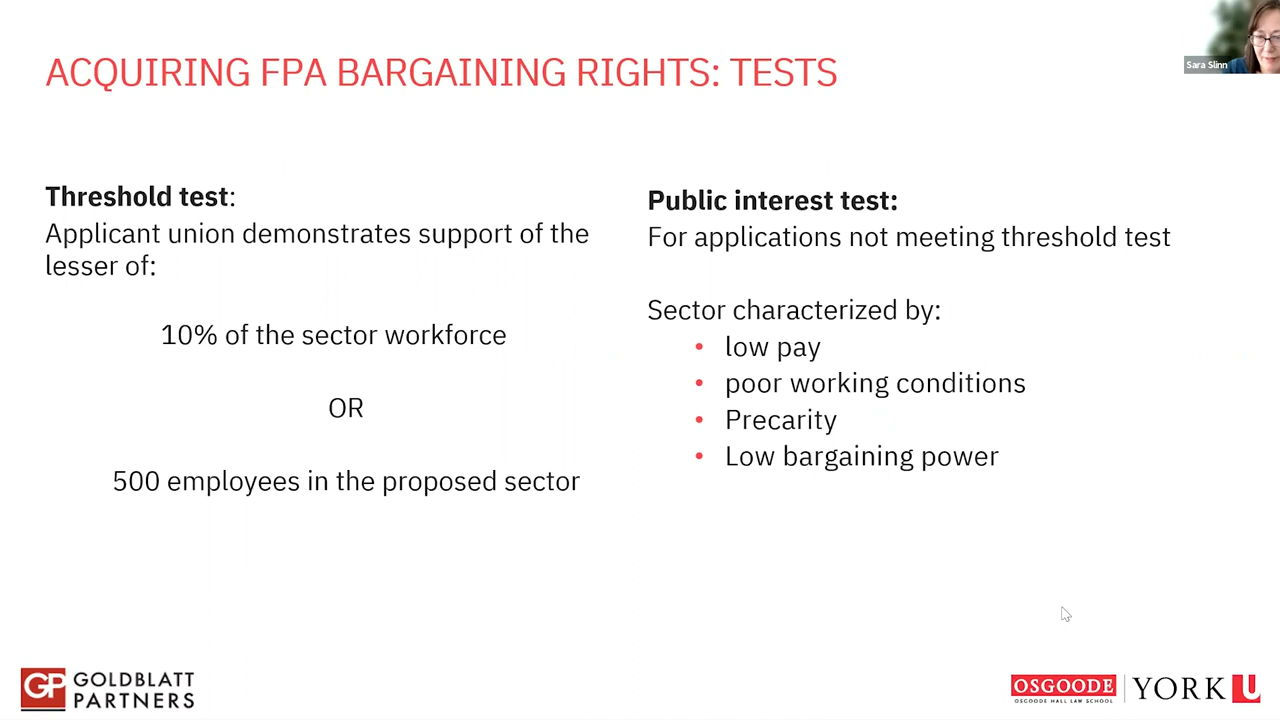 ACQUIRING FPA BARGAINING RIGHTS: TESTS
Sara Slinn
Threshold test:
Applicant union demonstrates support of the
lesser of:
10% of the sector workforce
OR
500 employees in the proposed sector
Public interest test:
For applications not meeting threshold test
Sector characterized by:
• low pay
• poor working conditions
• Precarity
• Low bargaining power
GP GOLDBLATT
PARTNERS
OSGOODE
OSGOODE HALL LAW SCHOOL
YORK U